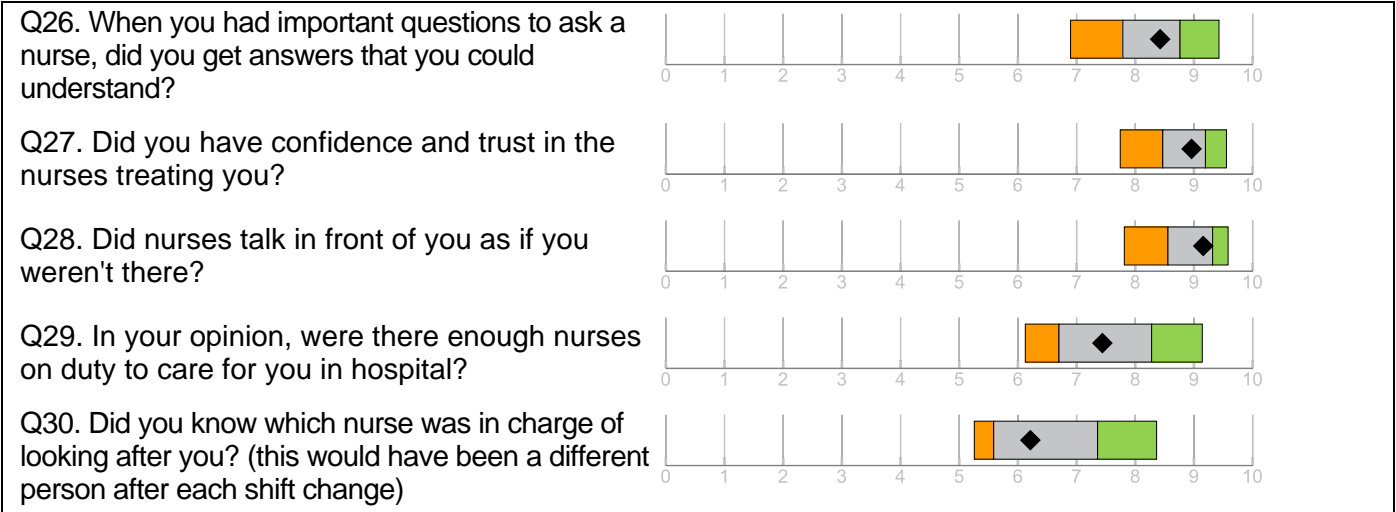 Q26. When you had important questions to ask a
nurse, did you get answers that you could
understand?
0 1 2 3 4 5 6 7 8 9 10
Q27. Did you have confidence and trust in the
nurses treating you?
0 1 2 3 4 5 6 7 8 9 10
Q28. Did nurses talk in front of you as if you
weren't there?
0 1 2 3 4 5 6 7 8 9 10
Q29. In your opinion, were there enough nurses
on duty to care for you in hospital?
0 1 2 3 4 5 6 7 8 9 10
Q30. Did you know which nurse was in charge of
looking after you? (this would have been a different
person after each shift change)
0 1 2 3 4 5 6 7 8 9 10